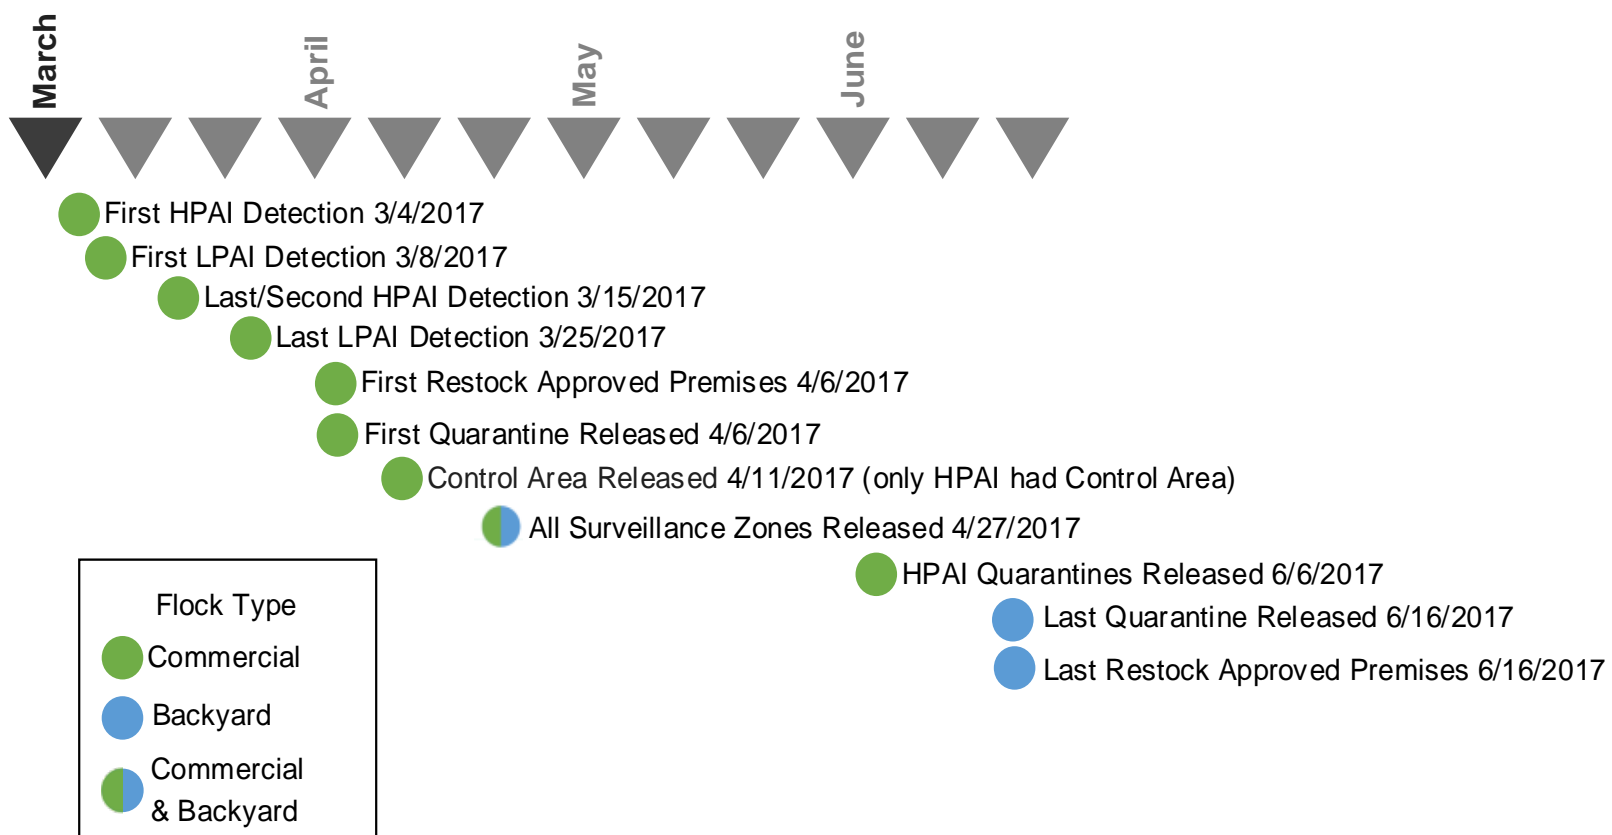 March
April
May
June
First HPAI Detection 3/4/2017
First LPAI Detection 3/8/2017
Last/Second HPAI Detection 3/15/2017
Last LPAI Detection 3/25/2017
First Restock Approved Premises 4/6/2017
First Quarantine Released 4/6/2017
Control Area Released 4/11/2017 (only HPAI had Control Area)
All Surveillance Zones Released 4/27/2017
HPAI Quarantines Released 6/6/2017
Last Quarantine Released 6/16/2017
Last Restock Approved Premises 6/16/2017
Flock Type
Commercial
Backyard
Commercial
& Backyard